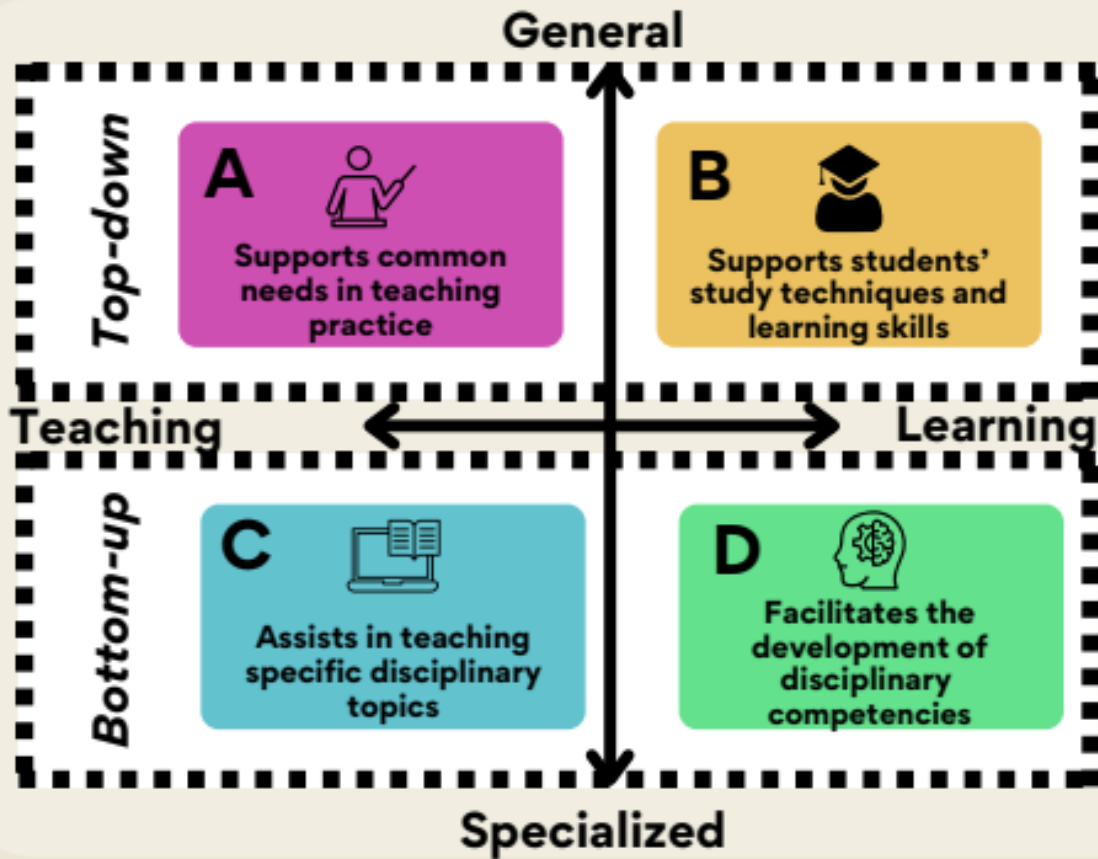 General
Top-down
A
Supports common
needs in teaching
practice
B
Supports students’
study techniques and
learning skills
Teaching
Learning
Bottom-up
C
Assists in teaching
specific disciplinary
topics
D
Facilitates the
development of
disciplinary
competencies
Specialized